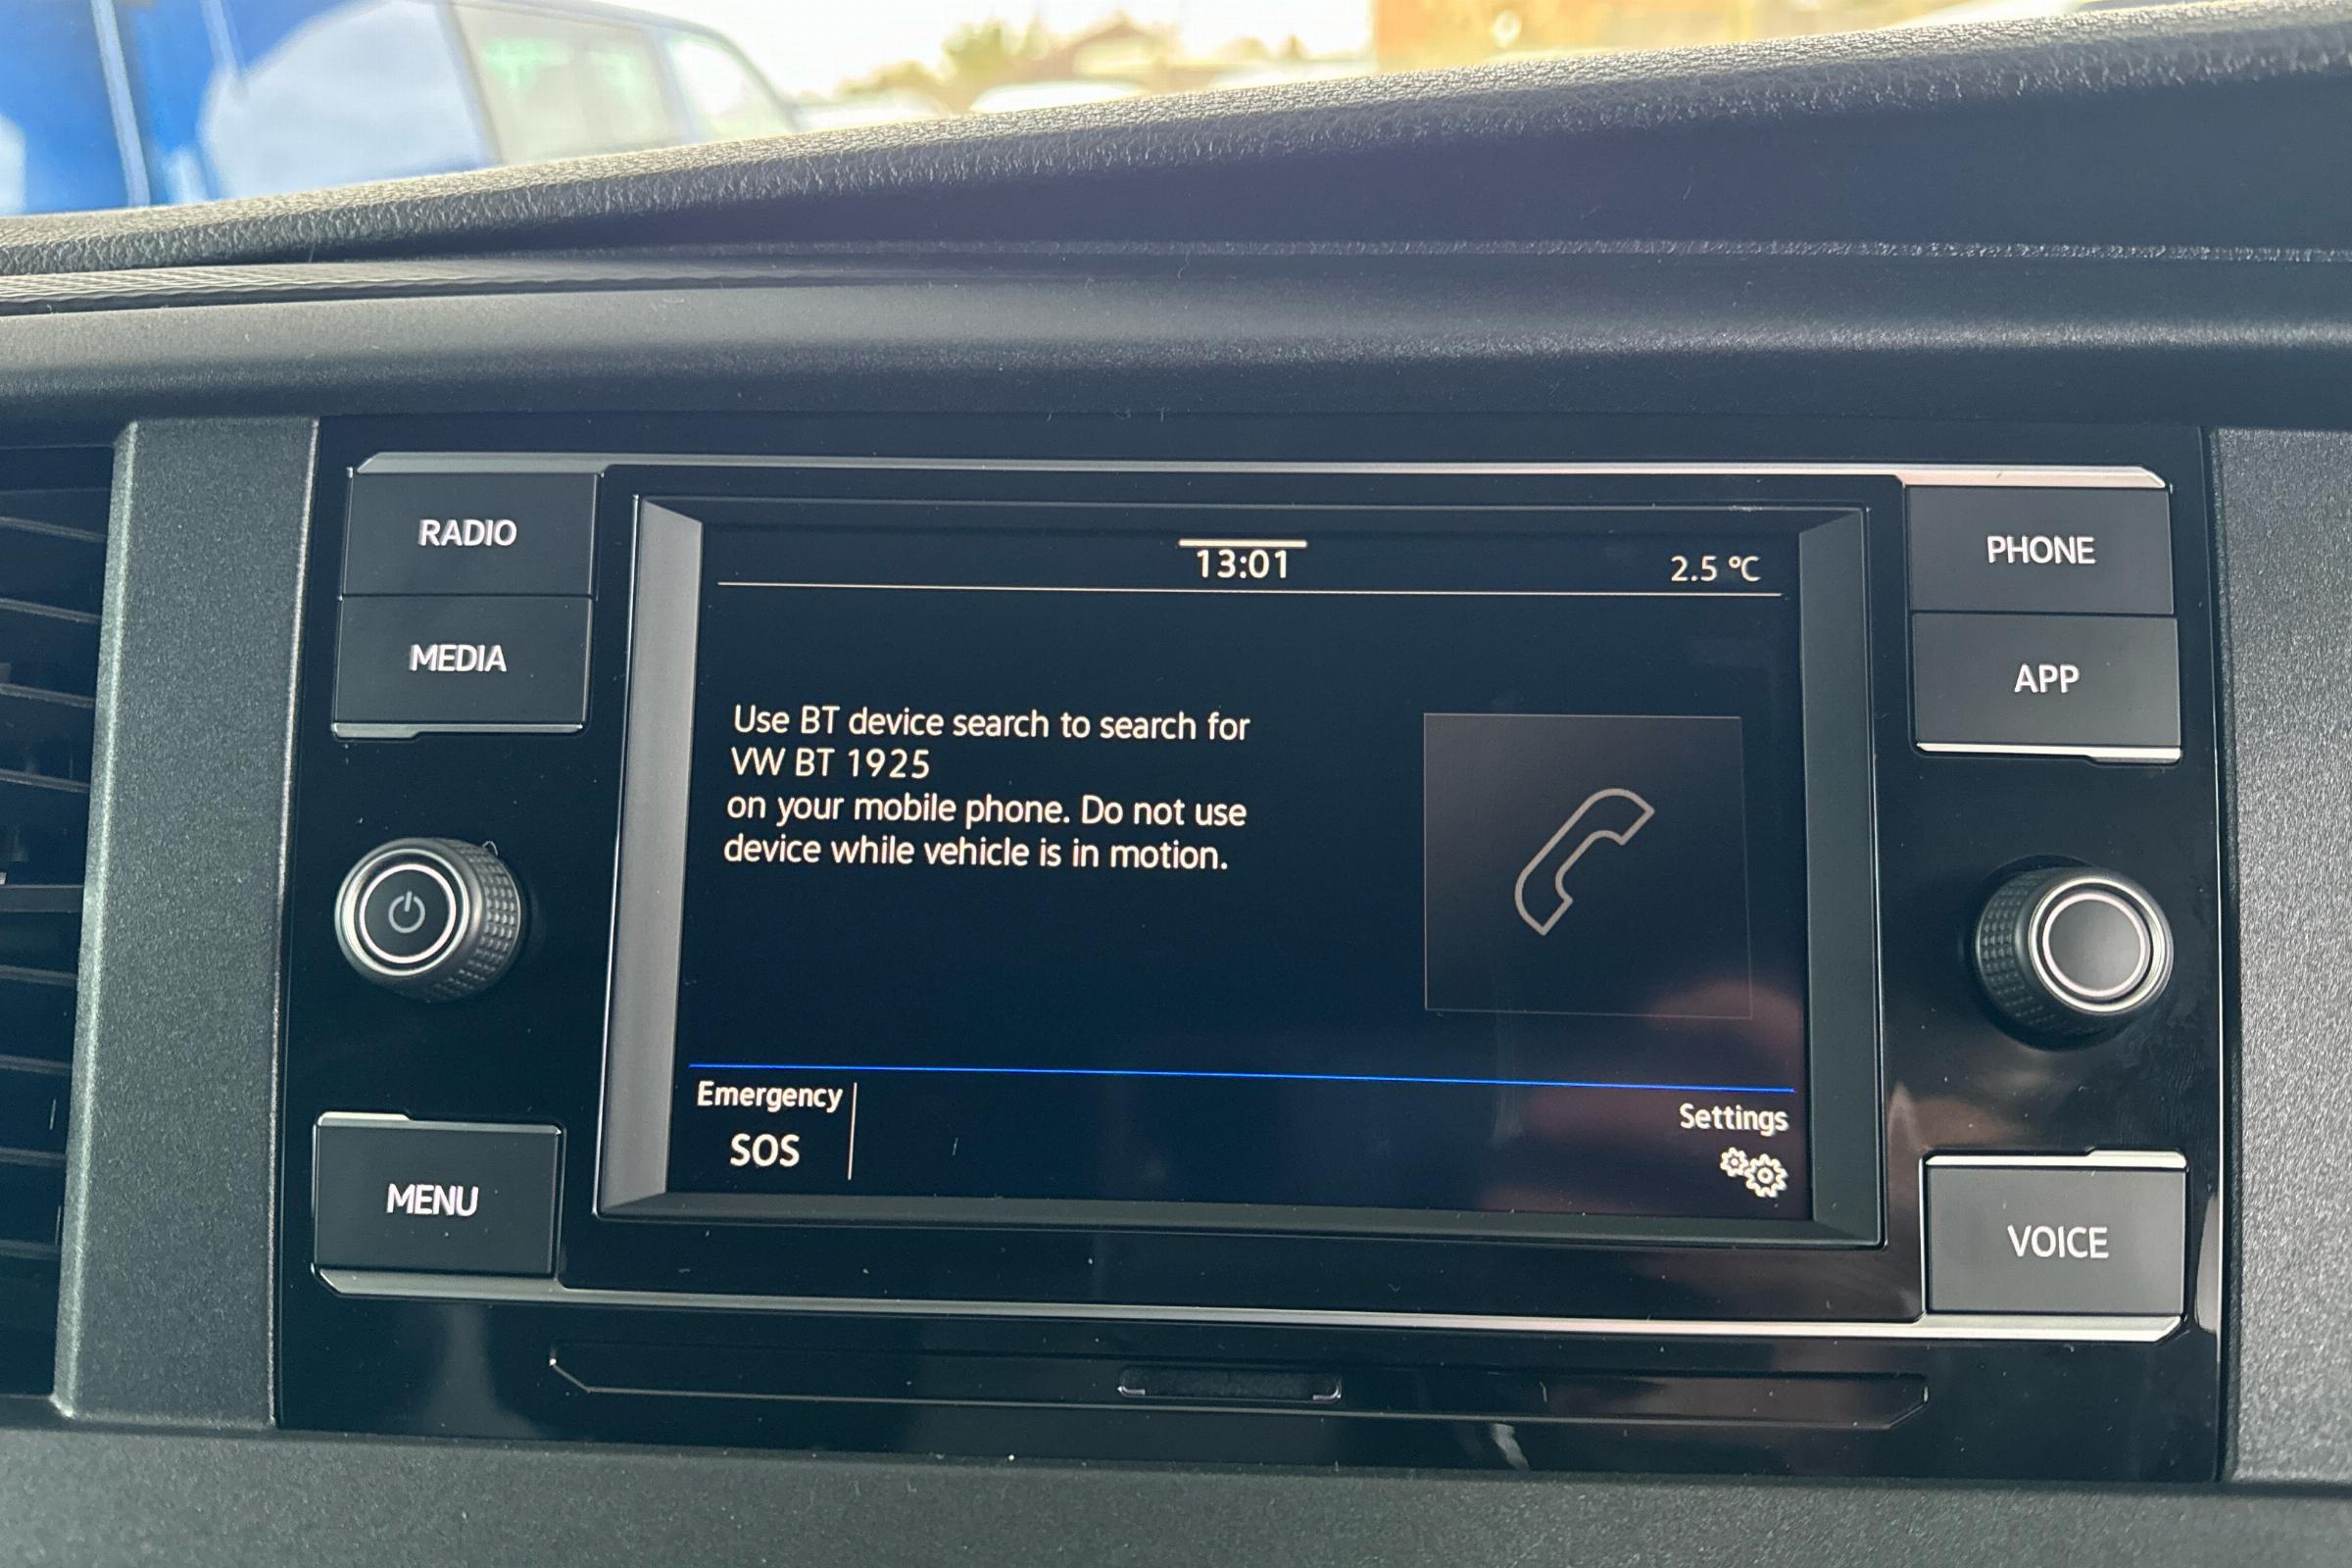 RADIO
MEDIA
MENU
13:01
2.5 °C
Use BT device search to search for
VW BT 1925
on your mobile phone. Do not use
device while vehicle is in motion.
Emergency
SOS
Settings
PHONE
APP
VOICE